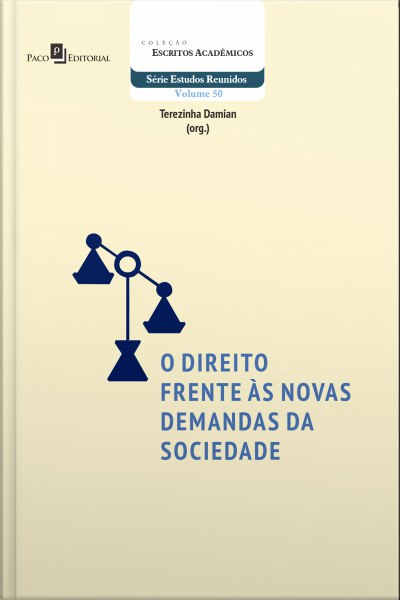 PACO EDITORIAL
COLEÇÃO
ESCRITOS ACADÊMICOS
Série Estudos Reunidos
Volume 50
Terezinha Damian
(org.)
O DIREITO
FRENTE ÀS NOVAS
DEMANDAS DA
SOCIEDADE